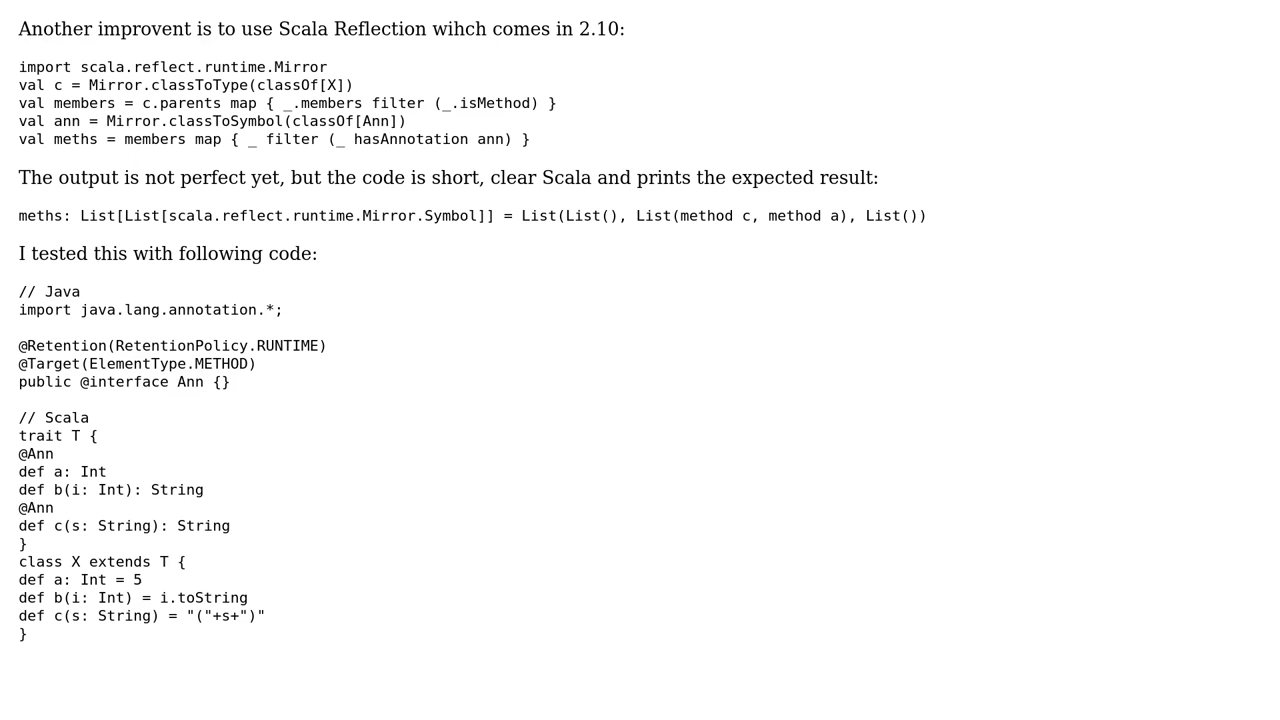 Another improvent is to use Scala Reflection wihch comes in 2.10:
import scala.reflect.runtime.Mirror
val c = Mirror.classToType(classOf[X])
val members = c.parents map { _.members filter (_.isMethod) }
val ann = Mirror.classToSymbol(classOf[Ann])
val meths = members map { _ filter (_ hasAnnotation ann) }
The output is not perfect yet, but the code is short, clear Scala and prints the expected result:
meths: List[List[scala.reflect.runtime.Mirror.Symbol]] = List(List(), List(method c, method a), List())
I tested this with following code:
// Java
import java.lang.annotation.*;
@Retention(RetentionPolicy.RUNTIME)
@Target(ElementType.METHOD)
public @interface Ann {}
// Scala
trait T {
@Ann
def a: Int
def b(i: Int): String
@Ann
def c(s: String): String
}
class X extends T {
def a: Int = 5
def b(i: Int) = i.toString
def c(s: String) = "("+s+")"
}